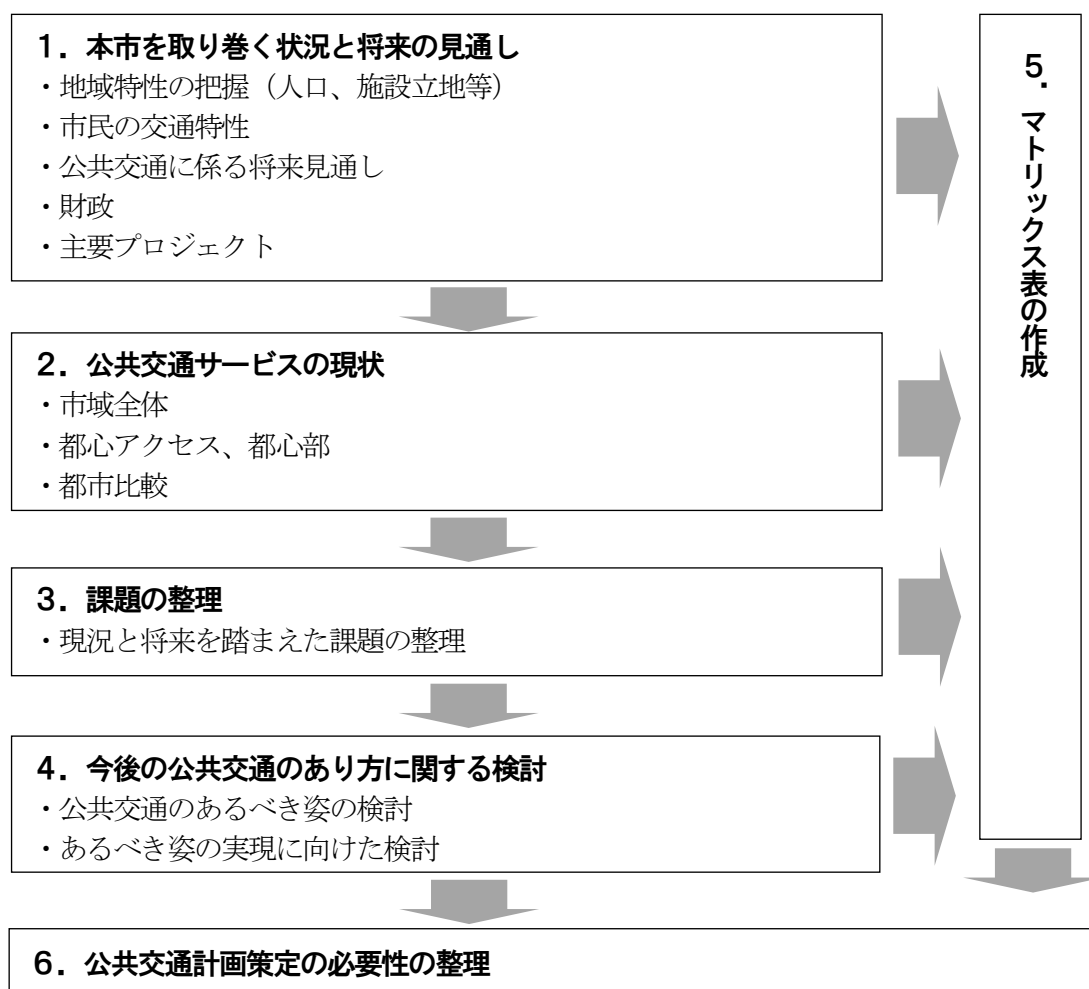 １．本市を取り巻く状況と将来の見通し
・地域特性の把握（人口、施設立地等）
・市民の交通特性
・公共交通に係る将来見通し
・財政
・主要プロジェクト
２．公共交通サービスの現状
・市域全体
・都心アクセス、都心部
・都市比較
３．課題の整理
・現況と将来を踏まえた課題の整理
４．今後の公共交通のあり方に関する検討
・公共交通のあるべき姿の検討
・あるべき姿の実現に向けた検討
５．マトリックス表の作成
６．公共交通計画策定の必要性の整理